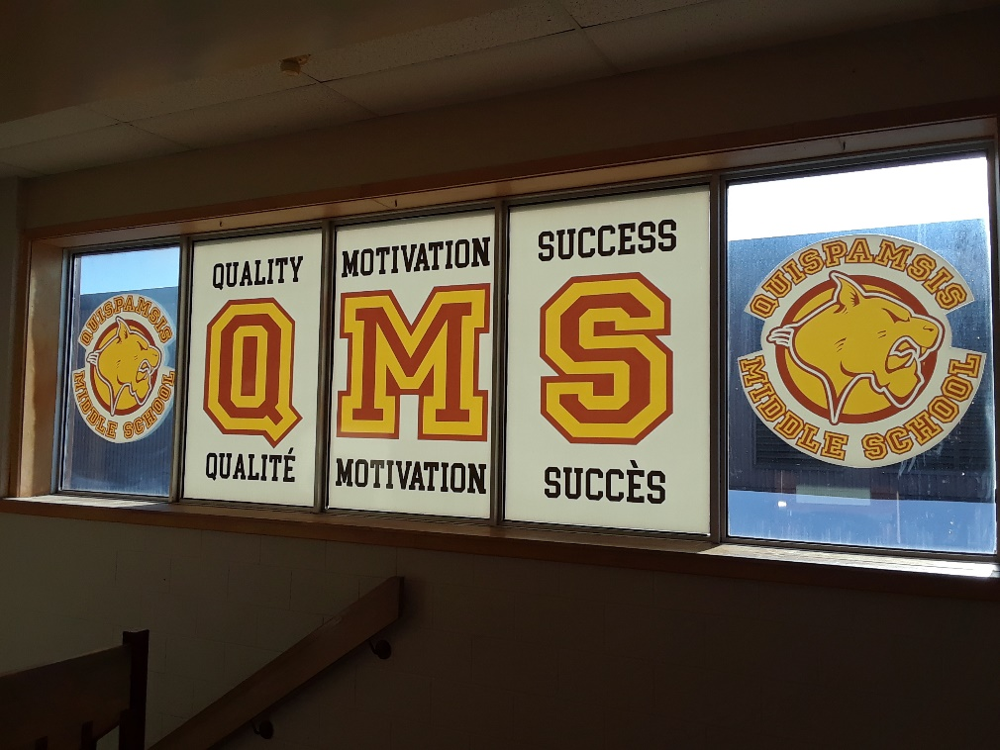 QUISPAMSIS
MIDDLE SCHOOL
QUALITY
Q
QUALITÉ
MOTIVATION
M
MOTIVATION
SUCCESS
S
SUCCÈS
QUISPAMSIS
MIDDLE SCHOOL